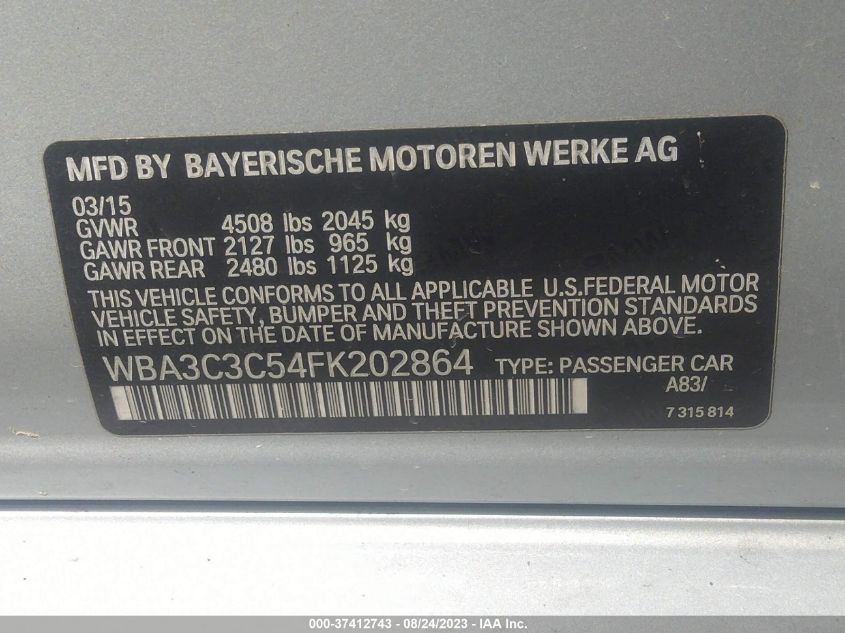 MFD BY BAYERISCHE MOTOREN WERKE AG
03/15
GVWR 4508 lbs 2045 kg
GAWR FRONT 2127 lbs 965 kg
GAWR REAR 2480 lbs 1125 kg
THIS VEHICLE CONFORMS TO ALL APPLICABLE U.S.FEDERAL MOTOR
VEHICLE SAFETY, BUMPER AND THEFT PREVENTION STANDARDS
IN EFFECT ON THE DATE OF MANUFACTURE SHOWN ABOVE.
WBA3C3C54FK202864 TYPE: PASSENGER CAR
A83/
7 315 814
000-37412743 - 08/24/2023 - IAA Inc.